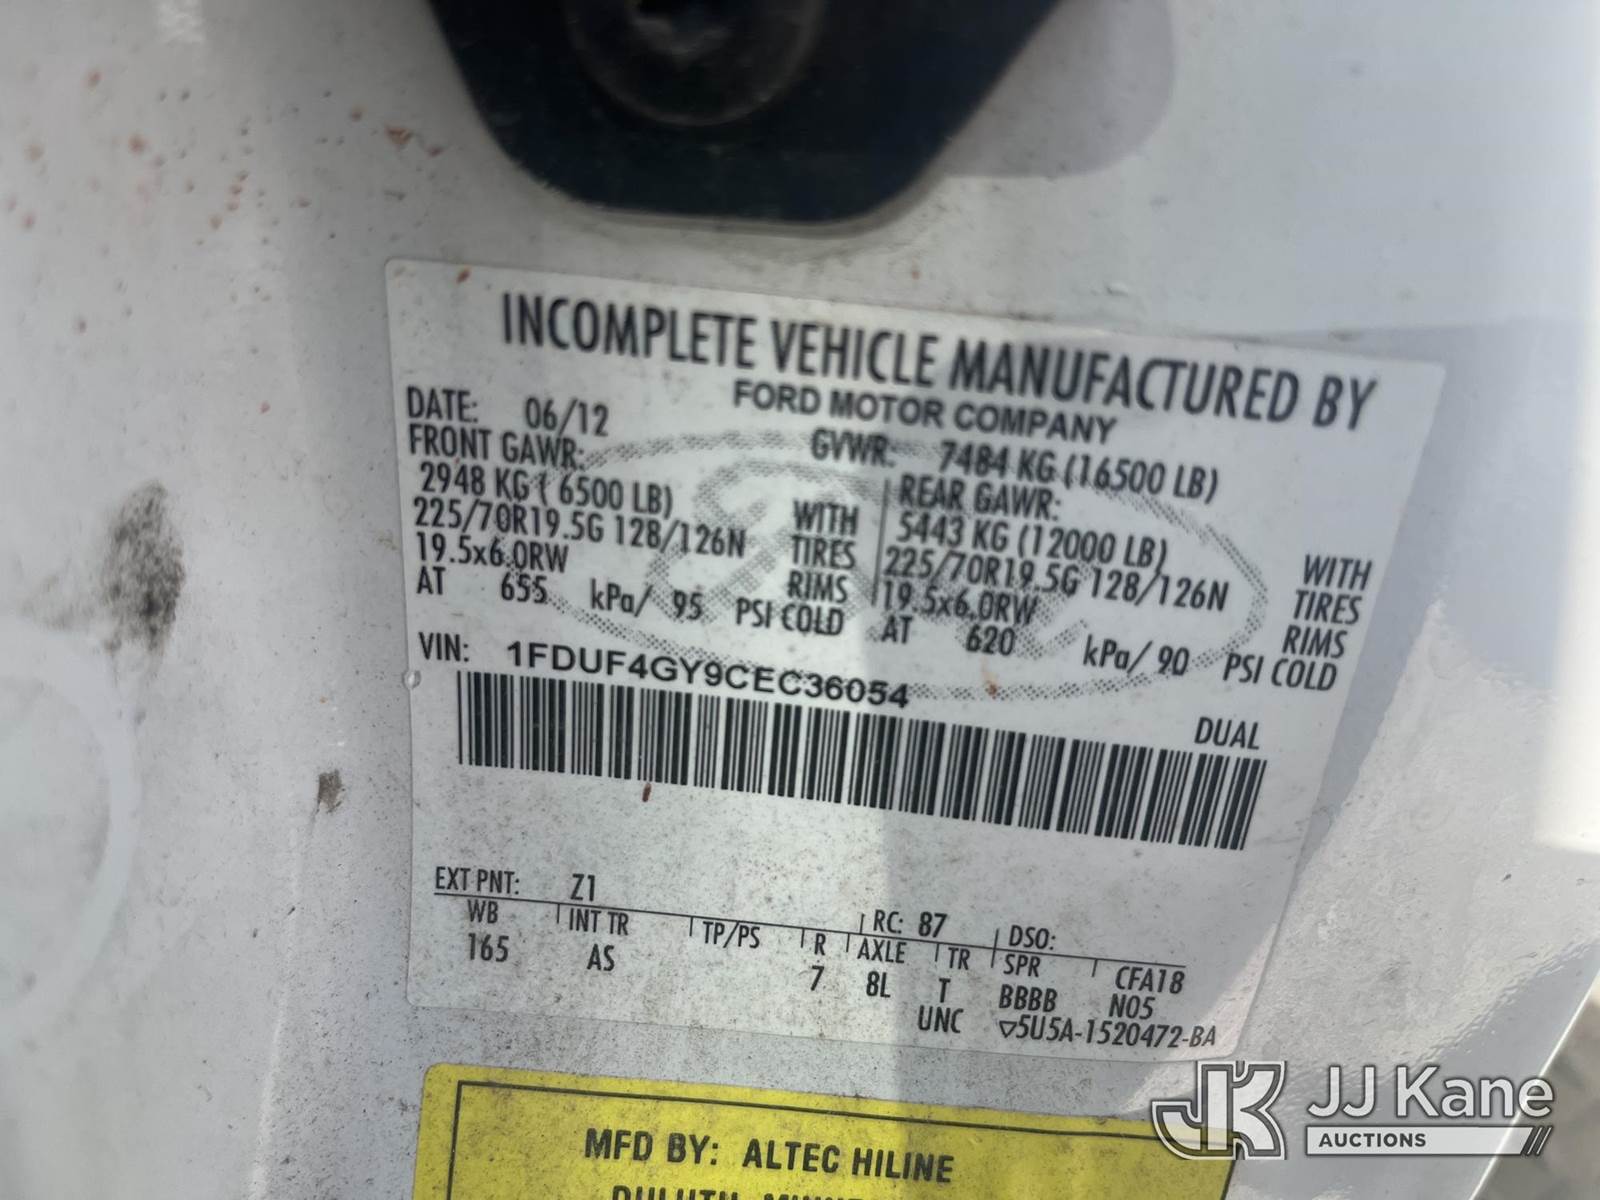 INCOMPLETE VEHICLE MANUFACTURED BY
FORD MOTOR COMPANY
DATE: 06/12 GVWR: 7484 KG (16500 LB)
FRONT GAWR: REAR GAWR:
2948 KG ( 6500 LB) WITH 5443 KG (12000 LB) WITH
225/70R19.5G 128/126N TIRES 225/70R19.5G 128/126N TIRES
19.5x6.0RW RIMS 19.5x6.0RW RIMS
AT 655 kPa/ 95 PSI COLD AT 620 kPa/ 90 PSI COLD
VIN: 1FDUF4GY9CEC36054
DUAL
EXT PNT: Z1 RC: 87 DSO:
WB INT TR TP/PS R AXLE TR SPR CFA18
165 AS 7 8L T BBBB N05
UNC ▽5U5A-1520472-BA
MFD BY: ALTEC HILINE
DULUTH,
JK JJ Kane
AUCTIONS